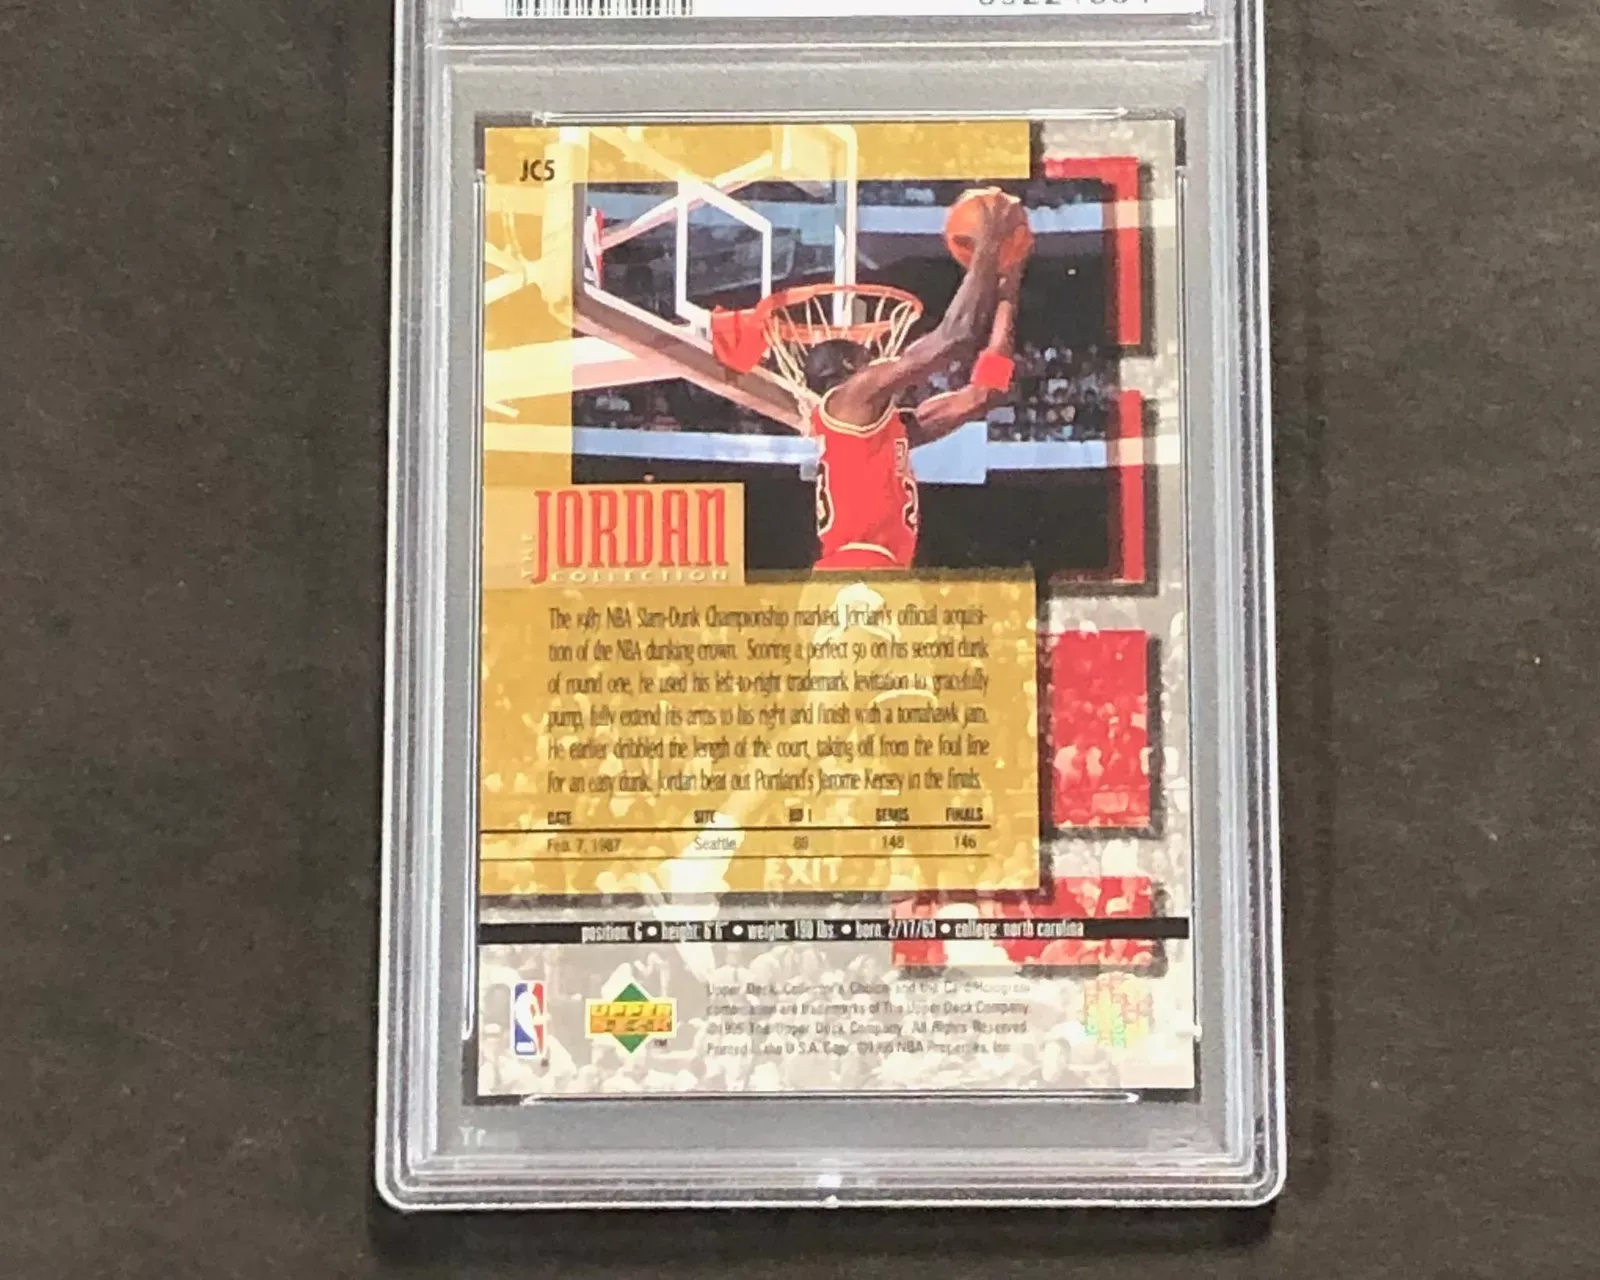 JC5
THE
JORDAN
COLLECTION
The 1987 NBA Slam-Dunk Championship marked Jordan's official acquisi-
tion of the NBA dunking crown. Scoring a perfect 50 on his second dunk
of round one, he used his left-to-right trademark levitation to gracefully
pump, fully extend his arms to his right and finish with a tomahawk jam.
He earlier dribbled the length of the court, taking off from the foul line
for an easy dunk. Jordan beat out Portland's Jerome Kersey in the finals.
DATE SITE RD 1 SEMIS FINALS
Feb. 7, 1987 Seattle 148 146
EXIT
position: G • height: 6'6" • weight: 198 lbs. • born: 2/17/63 • college: north carolina
UPPER
DECK
TM
Upper Deck, Collector's Choice and the Card/Hologram
combination are trademarks of The Upper Deck Company.
©1995 The Upper Deck Company. All Rights Reserved.
Printed in the U.S.A. Copr. ©1995 NBA Properties, Inc.